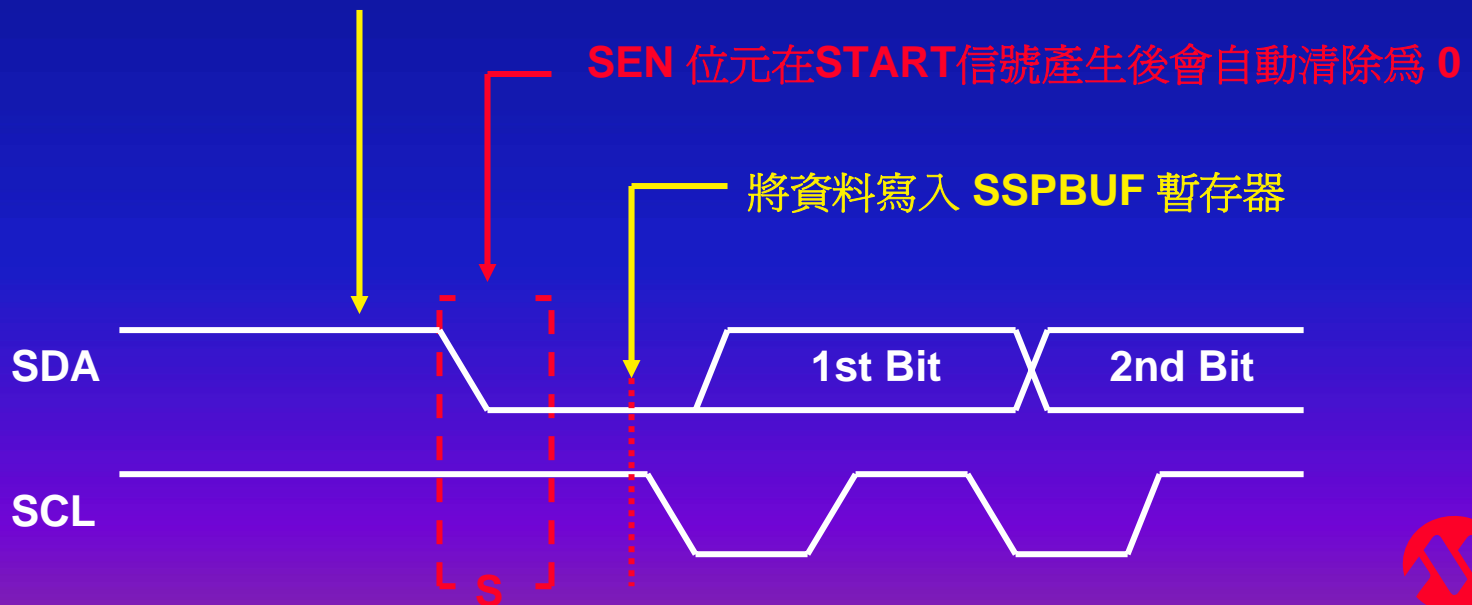 SEN 位元在START信號產生後會自動清除為 0
將資料寫入 SSPBUF 暫存器
SDA
1st Bit
2nd Bit
SCL
S